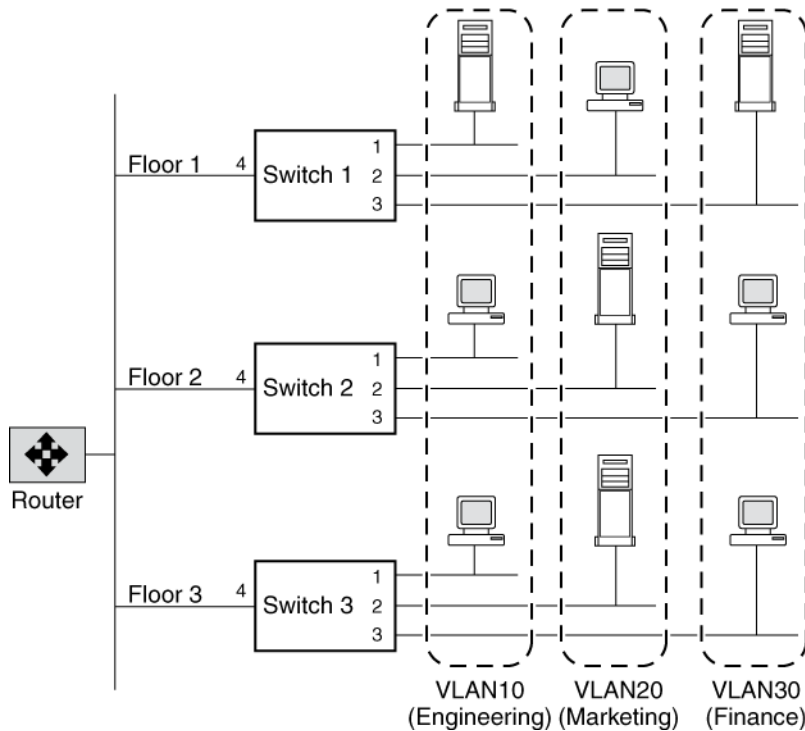 Floor 1
4
Switch 1
1
2
3
Floor 2
4
Switch 2
1
2
3
Router
Floor 3
4
Switch 3
1
2
3
VLAN10
(Engineering)
VLAN20
(Marketing)
VLAN30
(Finance)